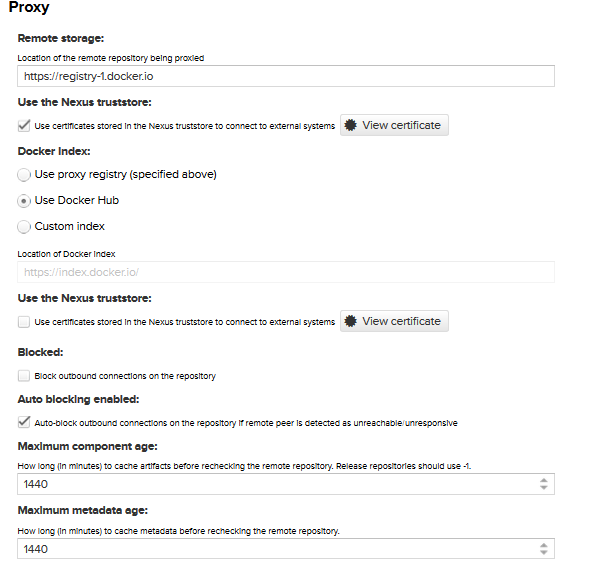 Proxy
Remote storage:
Location of the remote repository being proxied
https://registry-1.docker.io
Use the Nexus truststore:
Use certificates stored in the Nexus truststore to connect to external systems View certificate
Docker Index:
Use proxy registry (specified above)
Use Docker Hub
Custom index
Location of Docker Index
https://index.docker.io/
Use the Nexus truststore:
Use certificates stored in the Nexus truststore to connect to external systems View certificate
Blocked:
Block outbound connections on the repository
Auto blocking enabled:
Auto-block outbound connections on the repository if remote peer is detected as unreachable/unresponsive
Maximum component age:
How long (in minutes) to cache artifacts before rechecking the remote repository. Release repositories should use -1.
1440
Maximum metadata age:
How long (in minutes) to cache metadata before rechecking the remote repository.
1440